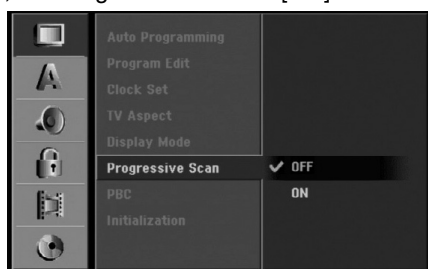 Auto Programming
Program Edit
Clock Set
TV Aspect
Display Mode
Progressive Scan ✔ OFF
PBC ON
Initialization
A